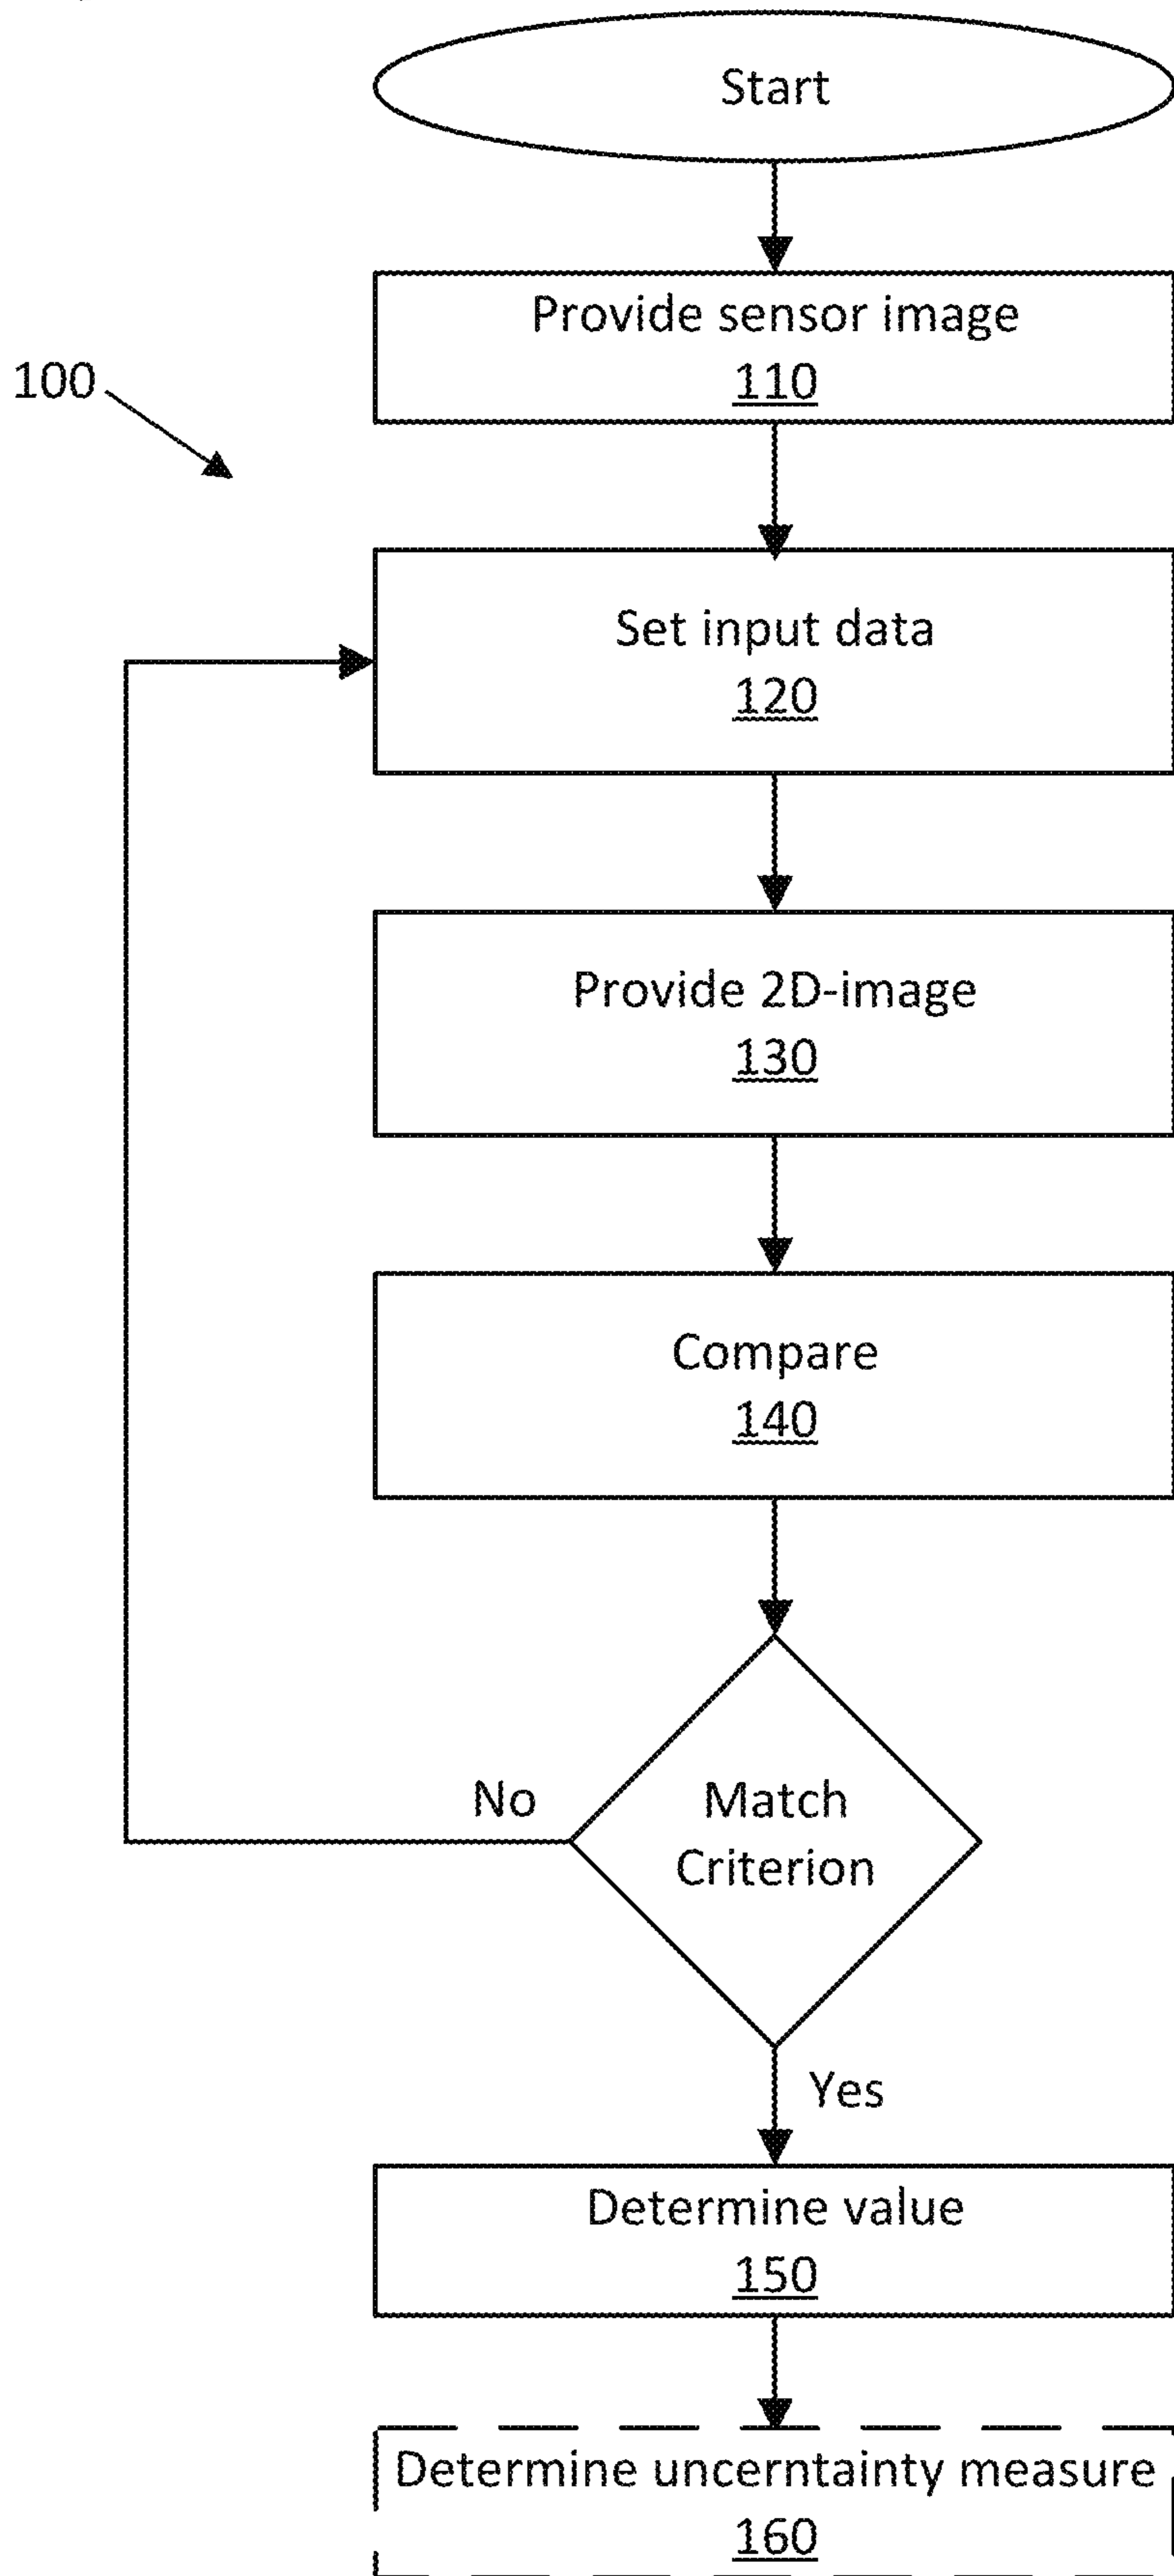 Start
Provide sensor image
110
100
Set input data
120
Provide 2D-image
130
Compare
140
No
Match
Criterion
Yes
Determine value
150
Determine uncerntainty measure
160